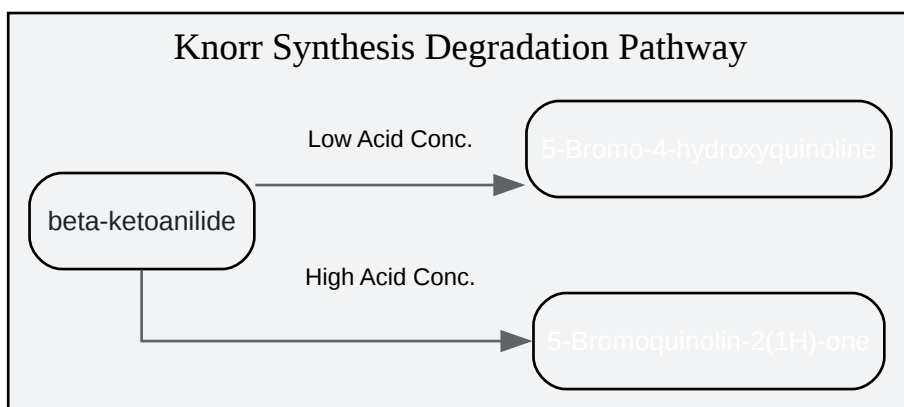 Knorr Synthesis Degradation Pathway
Low Acid Conc.
5-Bromo-4-hydroxyquinoline
beta-ketoanilide
High Acid Conc.
5-Bromoquinolin-2(1H)-one